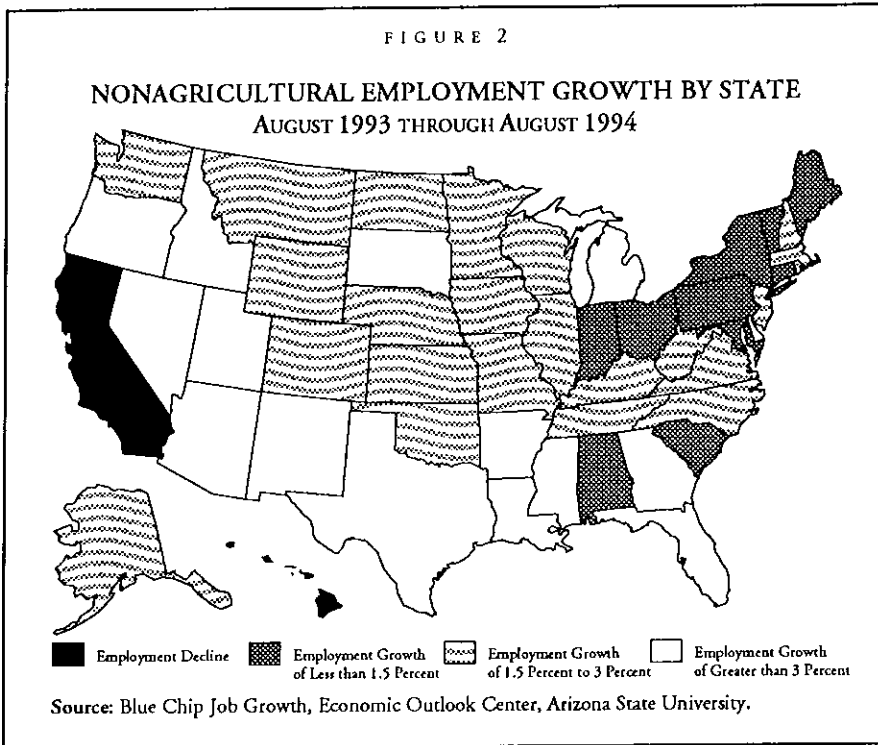 FIGURE 2
NONAGRICULTURAL EMPLOYMENT GROWTH BY STATE
AUGUST 1993 THROUGH AUGUST 1994
Employment Decline
Employment Growth
of Less than 1.5 Percent
Employment Growth
of 1.5 Percent to 3 Percent
Employment Growth
of Greater than 3 Percent
Source: Blue Chip Job Growth, Economic Outlook Center, Arizona State University.